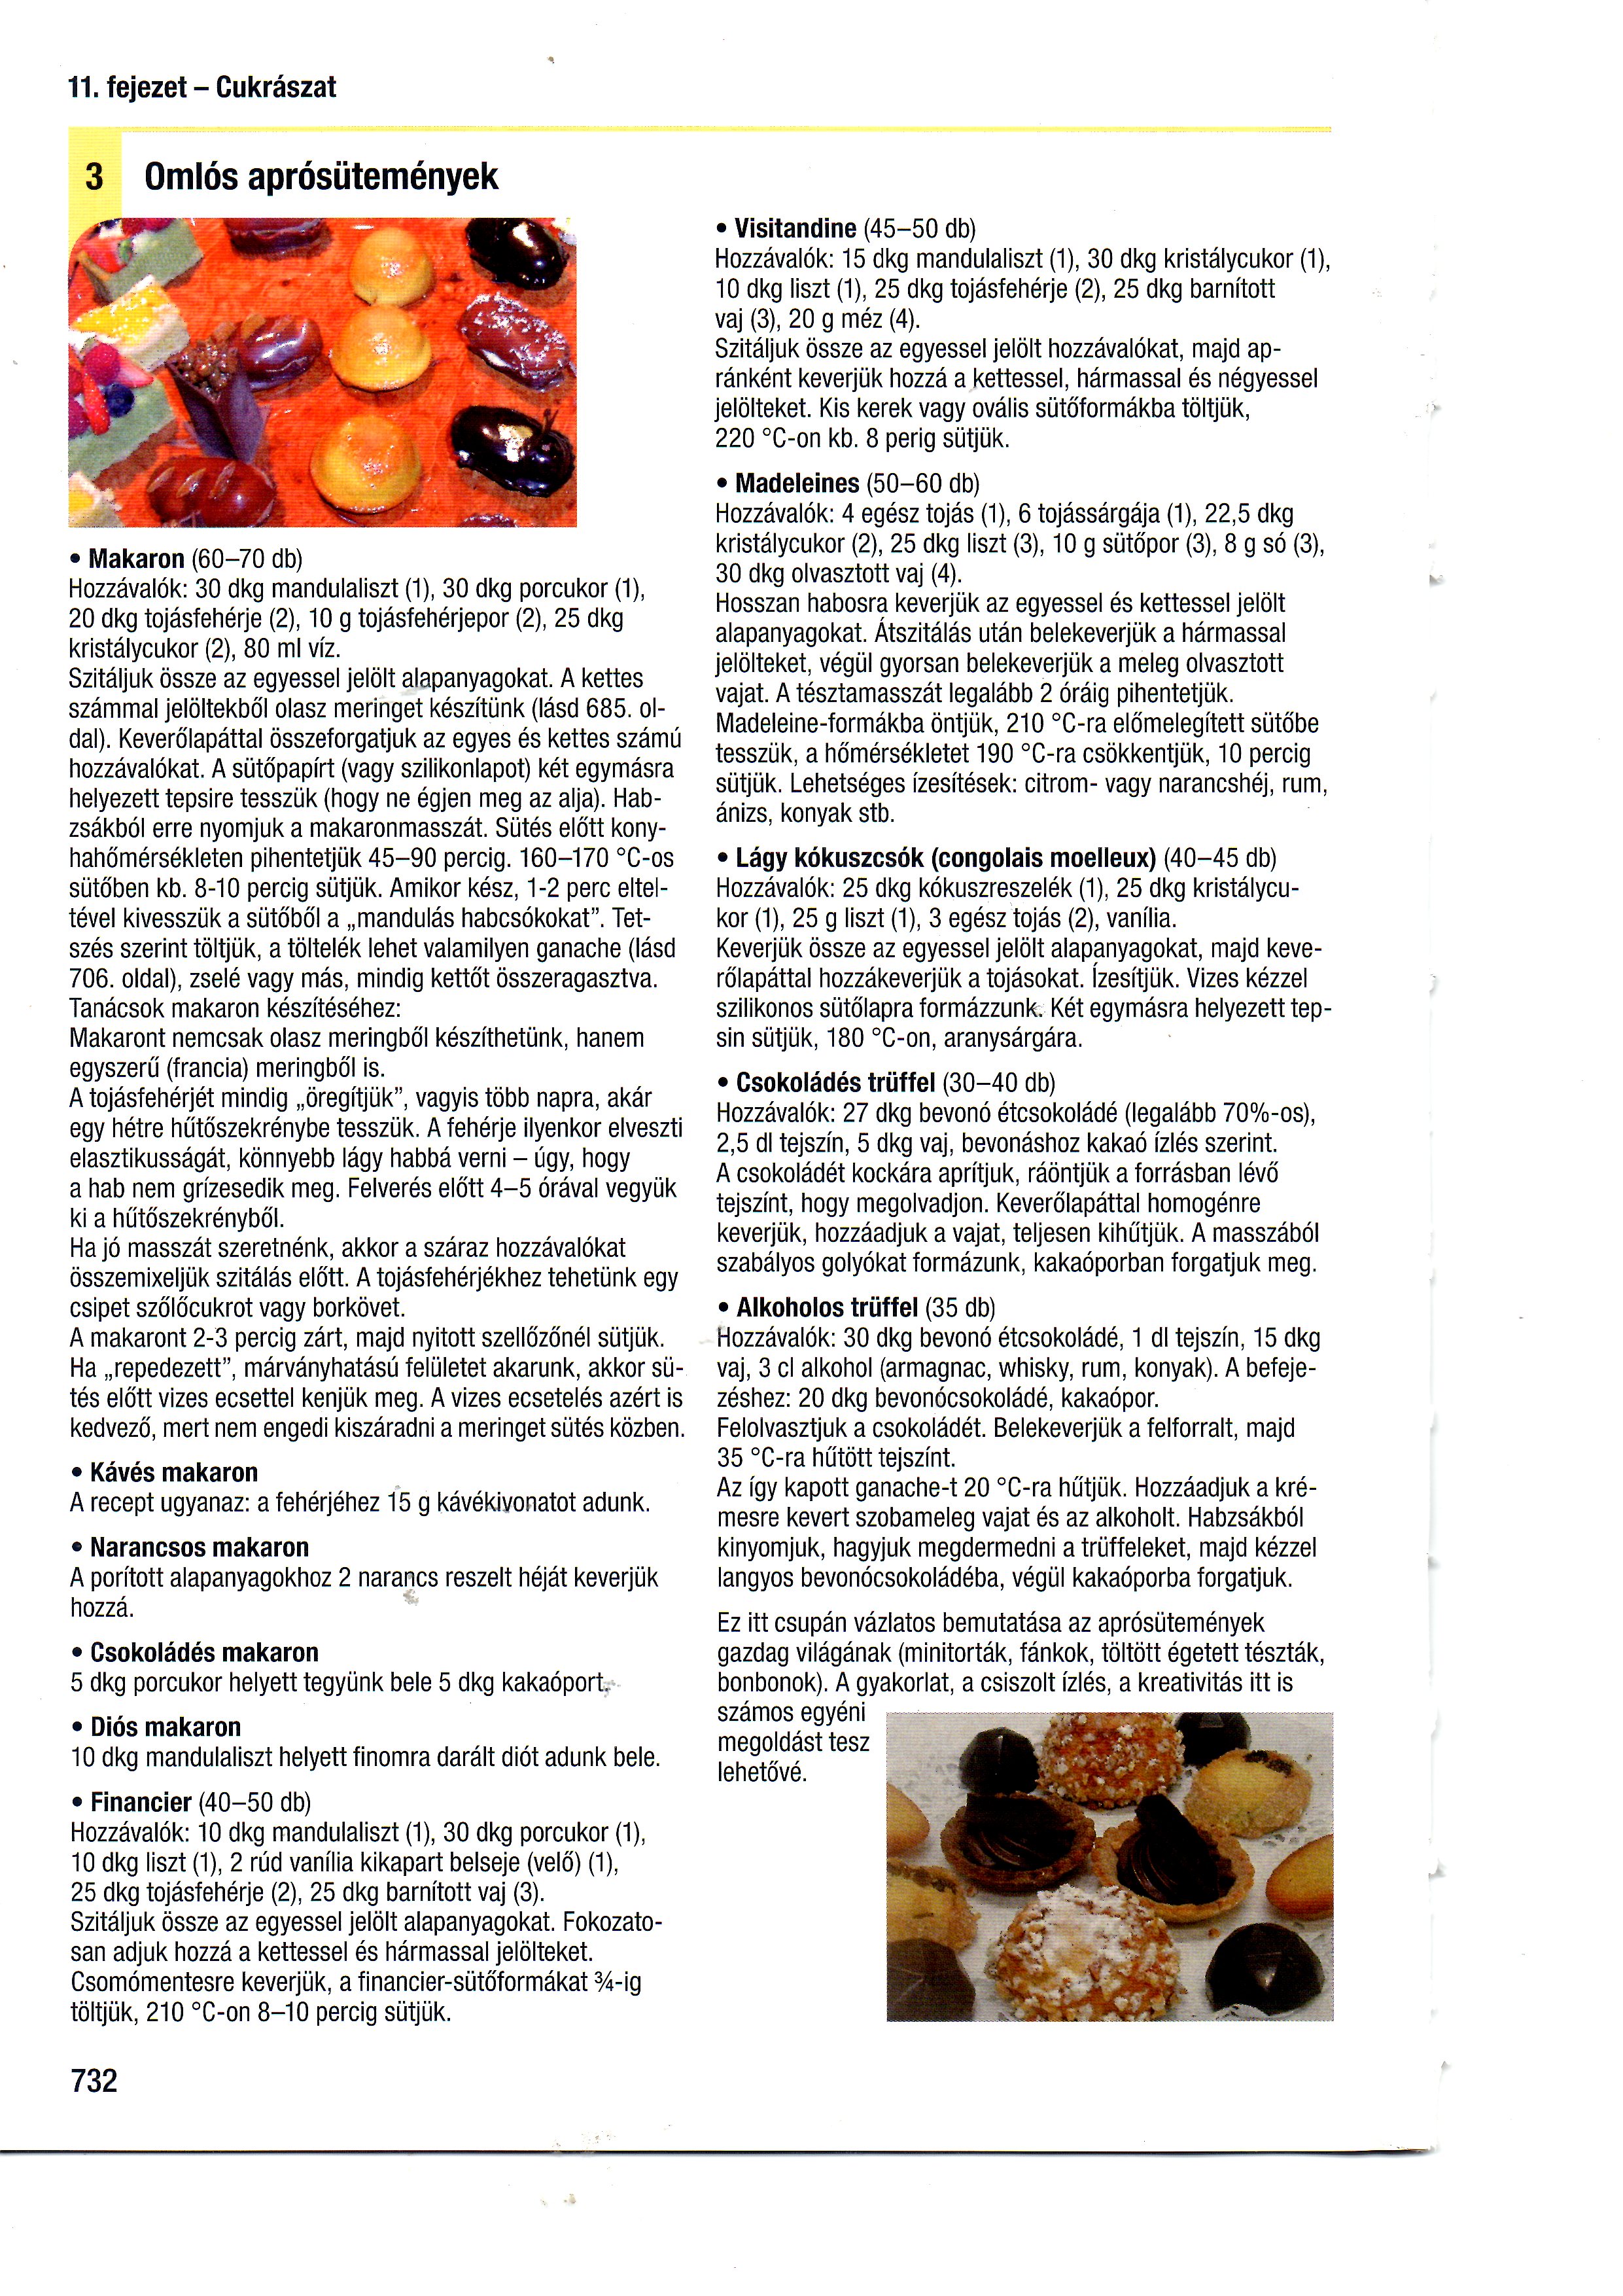 11. fejezet – Cukrászat
3 Omlós aprósütemények
• Makaron (60–70 db)
Hozzávalók: 30 dkg mandulaliszt (1), 30 dkg porcukor (1),
20 dkg tojásfehérje (2), 10 g tojásfehérjepor (2), 25 dkg
kristálycukor (2), 80 ml víz.
Szitáljuk össze az egyessel jelölt alapanyagokat. A kettes
számmal jelöltekből olasz meringet készítünk (lásd 685. ol-
dal). Keverőlapáttal összeforgatjuk az egyes és kettes számú
hozzávalókat. A sütőpapírt (vagy szilikonlapot) két egymásra
helyezett tepsire tesszük (hogy ne égjen meg az alja). Hab-
zsákból erre nyomjuk a makaronmasszát. Sütés előtt kony-
hahőmérsékleten pihentetjük 45–90 percig. 160–170 °C-os
sütőben kb. 8-10 percig sütjük. Amikor kész, 1-2 perc eltel-
tével kivesszük a sütőből a „mandulás habcsókokat”. Tet-
szés szerint töltjük, a töltelék lehet valamilyen ganache (lásd
706. oldal), zselé vagy más, mindig kettőt összeragasztva.
Tanácsok makaron készítéséhez:
Makaront nemcsak olasz meringből készíthetünk, hanem
egyszerű (francia) meringből is.
A tojásfehérjét mindig „öregítjük”, vagyis több napra, akár
egy hétre hűtőszekrénybe tesszük. A fehérje ilyenkor elveszti
elasztikusságát, könnyebb lágy habbá verni – úgy, hogy
a hab nem grízesedik meg. Felverés előtt 4–5 órával vegyük
ki a hűtőszekrényből.
Ha jó masszát szeretnénk, akkor a száraz hozzávalókat
összemixeljük szitálás előtt. A tojásfehérjékhez tehetünk egy
csipet szőlőcukrot vagy borkövet.
A makaront 2-3 percig zárt, majd nyitott szellőzőnél sütjük.
Ha „repedezett”, márványhatású felületet akarunk, akkor sü-
tés előtt vizes ecsettel kenjük meg. A vizes ecsetelés azért is
kedvező, mert nem engedi kiszáradni a meringet sütés közben.
• Kávés makaron
A recept ugyanaz: a fehérjéhez 15 g kávékivonatot adunk.
• Narancsos makaron
A porított alapanyagokhoz 2 narancs reszelt héját keverjük
hozzá.
• Csokoládés makaron
5 dkg porcukor helyett tegyünk bele 5 dkg kakaóport.
• Diós makaron
10 dkg mandulaliszt helyett finomra darált diót adunk bele.
• Financier (40–50 db)
Hozzávalók: 10 dkg mandulaliszt (1), 30 dkg porcukor (1),
10 dkg liszt (1), 2 rúd vanília kikapart belseje (velő) (1),
25 dkg tojásfehérje (2), 25 dkg barnított vaj (3).
Szitáljuk össze az egyessel jelölt alapanyagokat. Fokozato-
san adjuk hozzá a kettessel és hármassal jelölteket.
Csomómentesre keverjük, a financier-sütőformákat ¾-ig
töltjük, 210 °C-on 8–10 percig sütjük.
• Visitandine (45–50 db)
Hozzávalók: 15 dkg mandulaliszt (1), 30 dkg kristálycukor (1),
10 dkg liszt (1), 25 dkg tojásfehérje (2), 25 dkg barnított
vaj (3), 20 g méz (4).
Szitáljuk össze az egyessel jelölt hozzávalókat, majd ap-
ránként keverjük hozzá a kettessel, hármassal és négyessel
jelölteket. Kis kerek vagy ovális sütőformákba töltjük,
220 °C-on kb. 8 perig sütjük.
• Madeleines (50–60 db)
Hozzávalók: 4 egész tojás (1), 6 tojássárgája (1), 22,5 dkg
kristálycukor (2), 25 dkg liszt (3), 10 g sütőpor (3), 8 g só (3),
30 dkg olvasztott vaj (4).
Hosszan habosra keverjük az egyessel és kettessel jelölt
alapanyagokat. Átszitálás után belekeverjük a hármassal
jelölteket, végül gyorsan belekeverjük a meleg olvasztott
vajat. A tésztamasszát legalább 2 óráig pihentetjük.
Madeleine-formákba öntjük, 210 °C-ra előmelegített sütőbe
tesszük, a hőmérsékletet 190 °C-ra csökkentjük, 10 percig
sütjük. Lehetséges ízesítések: citrom- vagy narancshéj, rum,
ánizs, konyak stb.
• Lágy kókuszcsók (congolais moelleux) (40–45 db)
Hozzávalók: 25 dkg kókuszreszelék (1), 25 dkg kristálycu-
kor (1), 25 g liszt (1), 3 egész tojás (2), vanília.
Keverjük össze az egyessel jelölt alapanyagokat, majd keve-
rőlapáttal hozzákeverjük a tojásokat. Ízesítjük. Vizes kézzel
szilikonos sütőlapra formázzunk. Két egymásra helyezett tep-
sin sütjük, 180 °C-on, aranysárgára.
• Csokoládés trüffel (30–40 db)
Hozzávalók: 27 dkg bevonó étcsokoládé (legalább 70%-os),
2,5 dl tejszín, 5 dkg vaj, bevonáshoz kakaó ízlés szerint.
A csokoládét kockára aprítjuk, ráöntjük a forrásban lévő
tejszínt, hogy megolvadjon. Keverőlapáttal homogénre
keverjük, hozzáadjuk a vajat, teljesen kihűtjük. A masszából
szabályos golyókat formázunk, kakaóporban forgatjuk meg.
• Alkoholos trüffel (35 db)
Hozzávalók: 30 dkg bevonó étcsokoládé, 1 dl tejszín, 15 dkg
vaj, 3 cl alkohol (armagnac, whisky, rum, konyak). A befeje-
zéshez: 20 dkg bevonócsokoládé, kakaópor.
Felolvasztjuk a csokoládét. Belekeverjük a felforralt, majd
35 °C-ra hűtött tejszínt.
Az így kapott ganache-t 20 °C-ra hűtjük. Hozzáadjuk a kré-
mesre kevert szobameleg vajat és az alkoholt. Habzsákból
kinyomjuk, hagyjuk megdermedni a trüffeleket, majd kézzel
langyos bevonócsokoládéba, végül kakaóporba forgatjuk.
Ez itt csupán vázlatos bemutatása az aprósütemények
gazdag világának (minitorták, fánkok, töltött égetett tészták,
bonbonok). A gyakorlat, a csiszolt ízlés, a kreativitás itt is
számos egyéni
megoldást tesz
lehetővé.
732